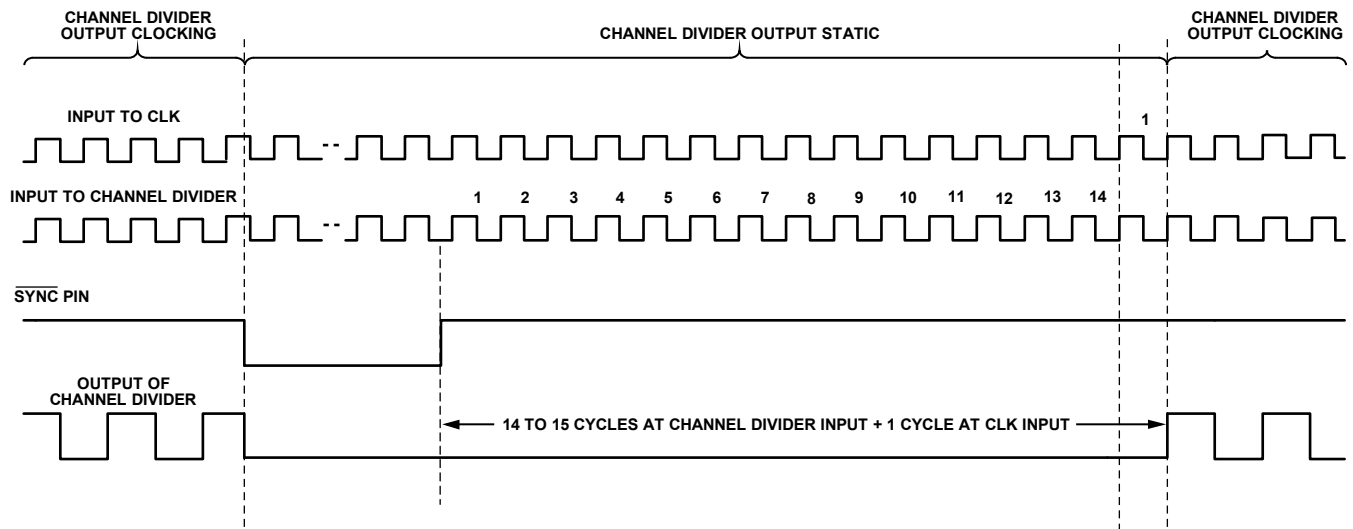 CHANNEL DIVIDER
OUTPUT CLOCKING
CHANNEL DIVIDER OUTPUT STATIC
CHANNEL DIVIDER
OUTPUT CLOCKING
INPUT TO CLK
1
INPUT TO CHANNEL DIVIDER
1 2 3 4 5 6 7 8 9 10 11 12 13 14
SYNC PIN
OUTPUT OF
CHANNEL DIVIDER
14 TO 15 CYCLES AT CHANNEL DIVIDER INPUT + 1 CYCLE AT CLK INPUT